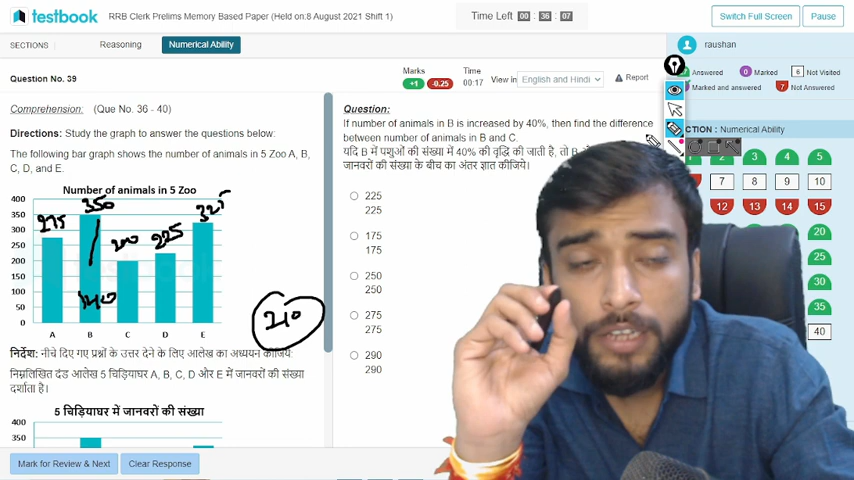 testbook
RRB Clerk Prelims Memory Based Paper (Held on:8 August 2021 Shift 1)
Time Left 00 : 36 : 07
Switch Full Screen
Pause
SECTIONS
Reasoning
Numerical Ability
raushan
Question No. 39
Marks
+1 -0.25
Time
00:17
View in
English and Hindi
Report
Answered
0 Marked
6 Not Visited
Marked and answered
7 Not Answered
Comprehension: (Que No. 36 - 40)
Directions: Study the graph to answer the questions below:
The following bar graph shows the number of animals in 5 Zoo A, B,
C, D, and E.
Number of animals in 5 Zoo
400
350
300
250
200
150
100
50
0
A B C D E
275 350 200 225 325
140
210
निर्देश: नीचे दिए गए प्रश्नों के उत्तर देने के लिए आलेख का अध्ययन कीजिये:
निम्नलिखित दंड आलेख 5 चिड़ियाघर A, B, C, D और E में जानवरों की संख्या
दर्शाता है।
5 चिड़ियाघर में जानवरों की संख्या
400
350
Question:
If number of animals in B is increased by 40%, then find the difference
between number of animals in B and C.
यदि B में पशुओं की संख्या में 40% की वृद्धि की जाती है, तो B
जानवरों की संख्या के बीच का अंतर ज्ञात कीजिये।
225
225
175
175
250
250
275
275
290
290
CTION : Numerical Ability
1 2 3 4 5
7 8 9 10
12 13 14 15
20
25
30
35
40
Mark for Review & Next
Clear Response